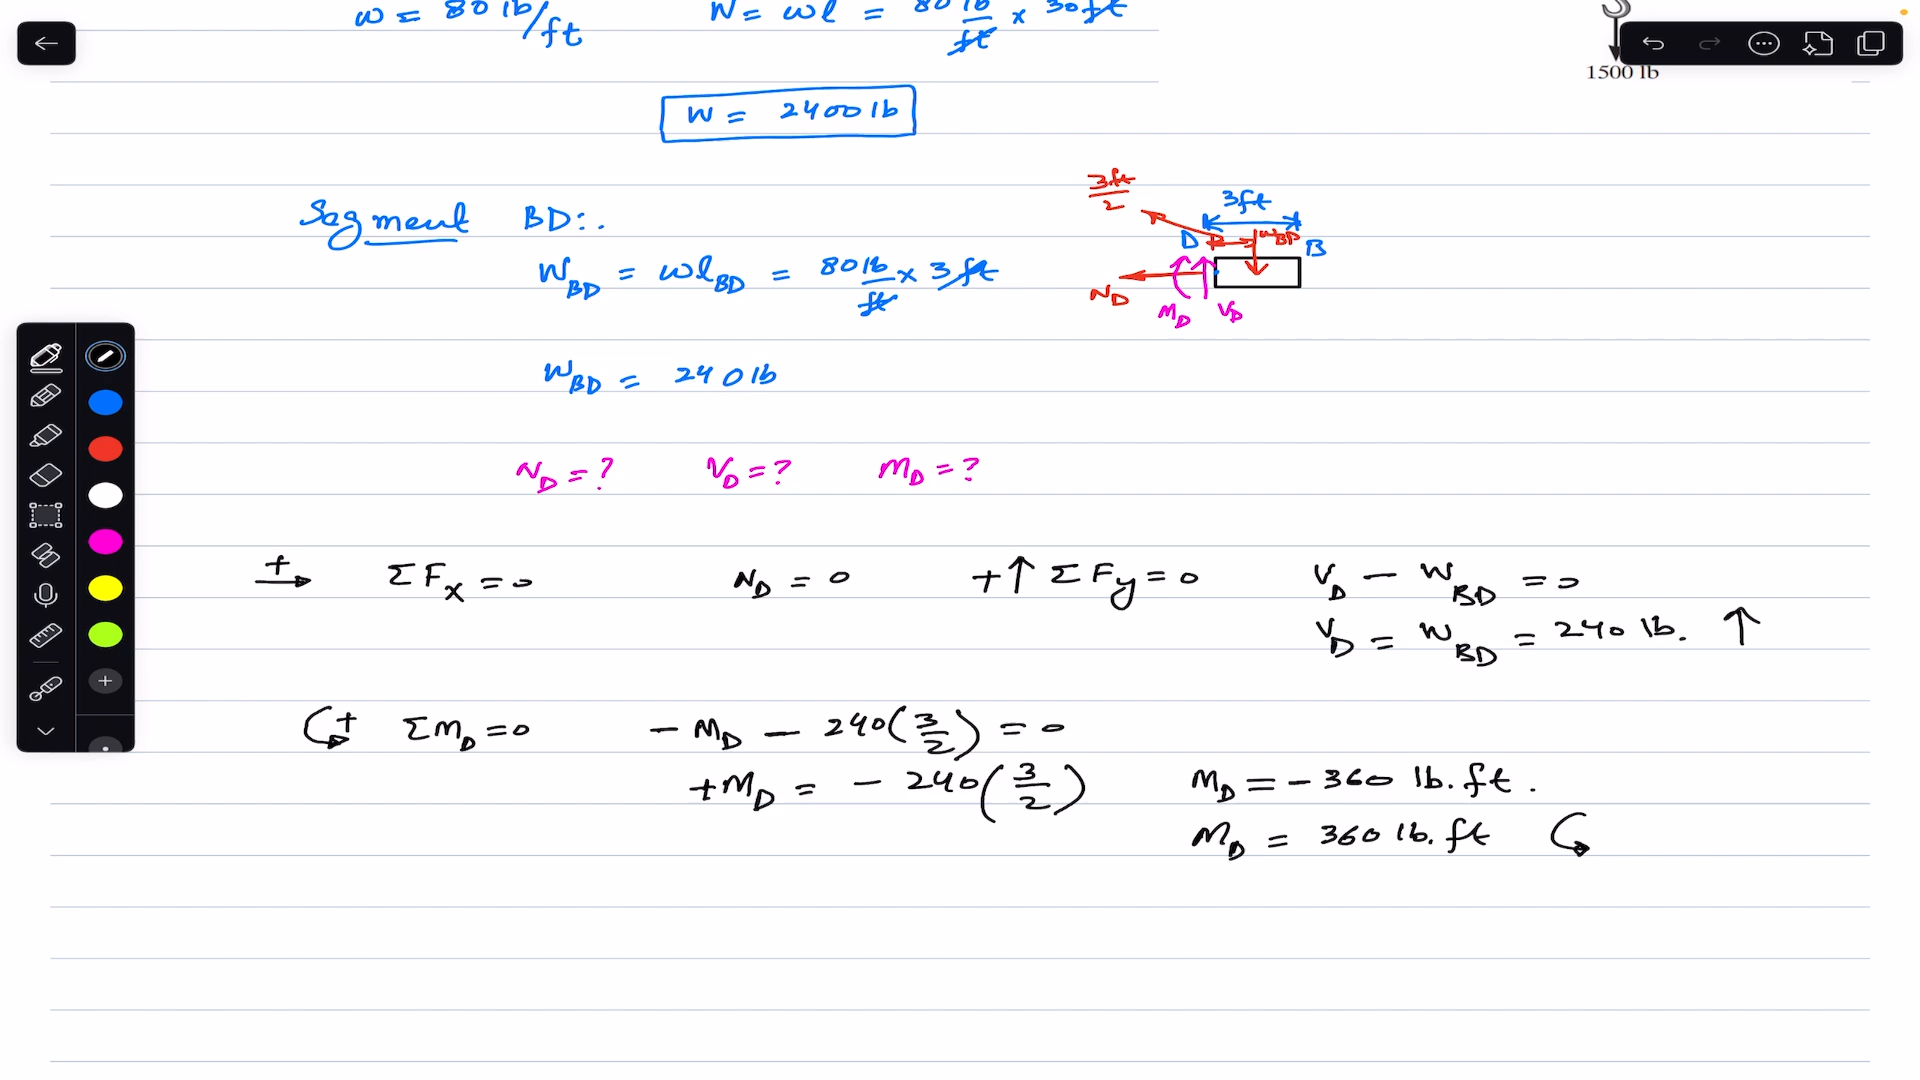 w = 80 lb/ft W = wl = 80 lb/ft × 30 ft
1500 lb
W = 2400 lb
3ft/2
3ft
Segment BD:.
D W_BD B
W_BD = wl_BD = 80 lb/ft × 3 ft
N_D M_D V_D
W_BD = 240 lb
N_D = ? V_D = ? M_D = ?
+→ ΣF_x = 0 N_D = 0 +↑ ΣF_y = 0 V_D − W_BD = 0
V_D = W_BD = 240 lb. ↑
↺+ ΣM_D = 0 − M_D − 240(3/2) = 0
+M_D = − 240(3/2) M_D = − 360 lb.ft.
M_D = 360 lb.ft ↺